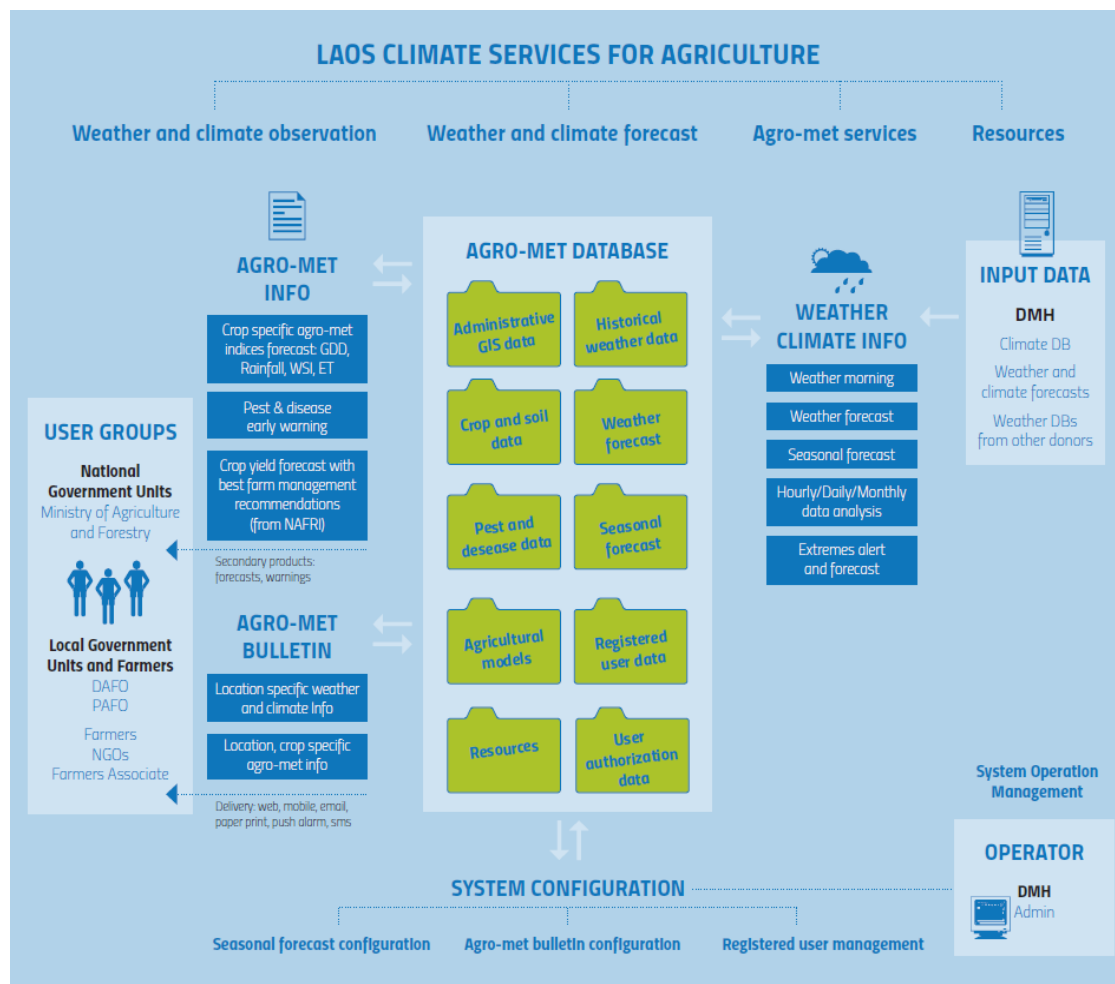 LAOS CLIMATE SERVICES FOR AGRICULTURE
Weather and climate observation
Weather and climate forecast
Agro-met services
Resources
AGRO-MET
INFO
Crop specific agro-met
indices forecast: GDD,
Rainfall, WSI, ET
Pest & disease
early warning
Crop yield forecast with
best farm management
recommendations
(from NAFRI)
Secondary products:
forecasts, warnings
AGRO-MET
BULLETIN
Location specific weather
and climate Info
Location, crop specific
agro-met info
Delivery: web, mobile, email,
paper print, push alarm, sms
USER GROUPS
National
Government Units
Ministry of Agriculture
and Forestry
Local Government
Units and Farmers
DAFO
PAFO
Farmers
NGOs
Farmers Associate
AGRO-MET DATABASE
Administrative
GIS data
Historical
weather data
Crop and soil
data
Weather
forecast
Pest and
desease data
Seasonal
forecast
Agricultural
models
Registered
user data
Resources
User
authorization
data
WEATHER
CLIMATE INFO
Weather morning
Weather forecast
Seasonal forecast
Hourly/Daily/Monthly
data analysis
Extremes alert
and forecast
INPUT DATA
DMH
Climate DB
Weather and
climate forecasts
Weather DBs
from other donors
System Operation
Management
OPERATOR
DMH
Admin
SYSTEM CONFIGURATION
Seasonal forecast configuration
Agro-met bulletin configuration
Registered user management